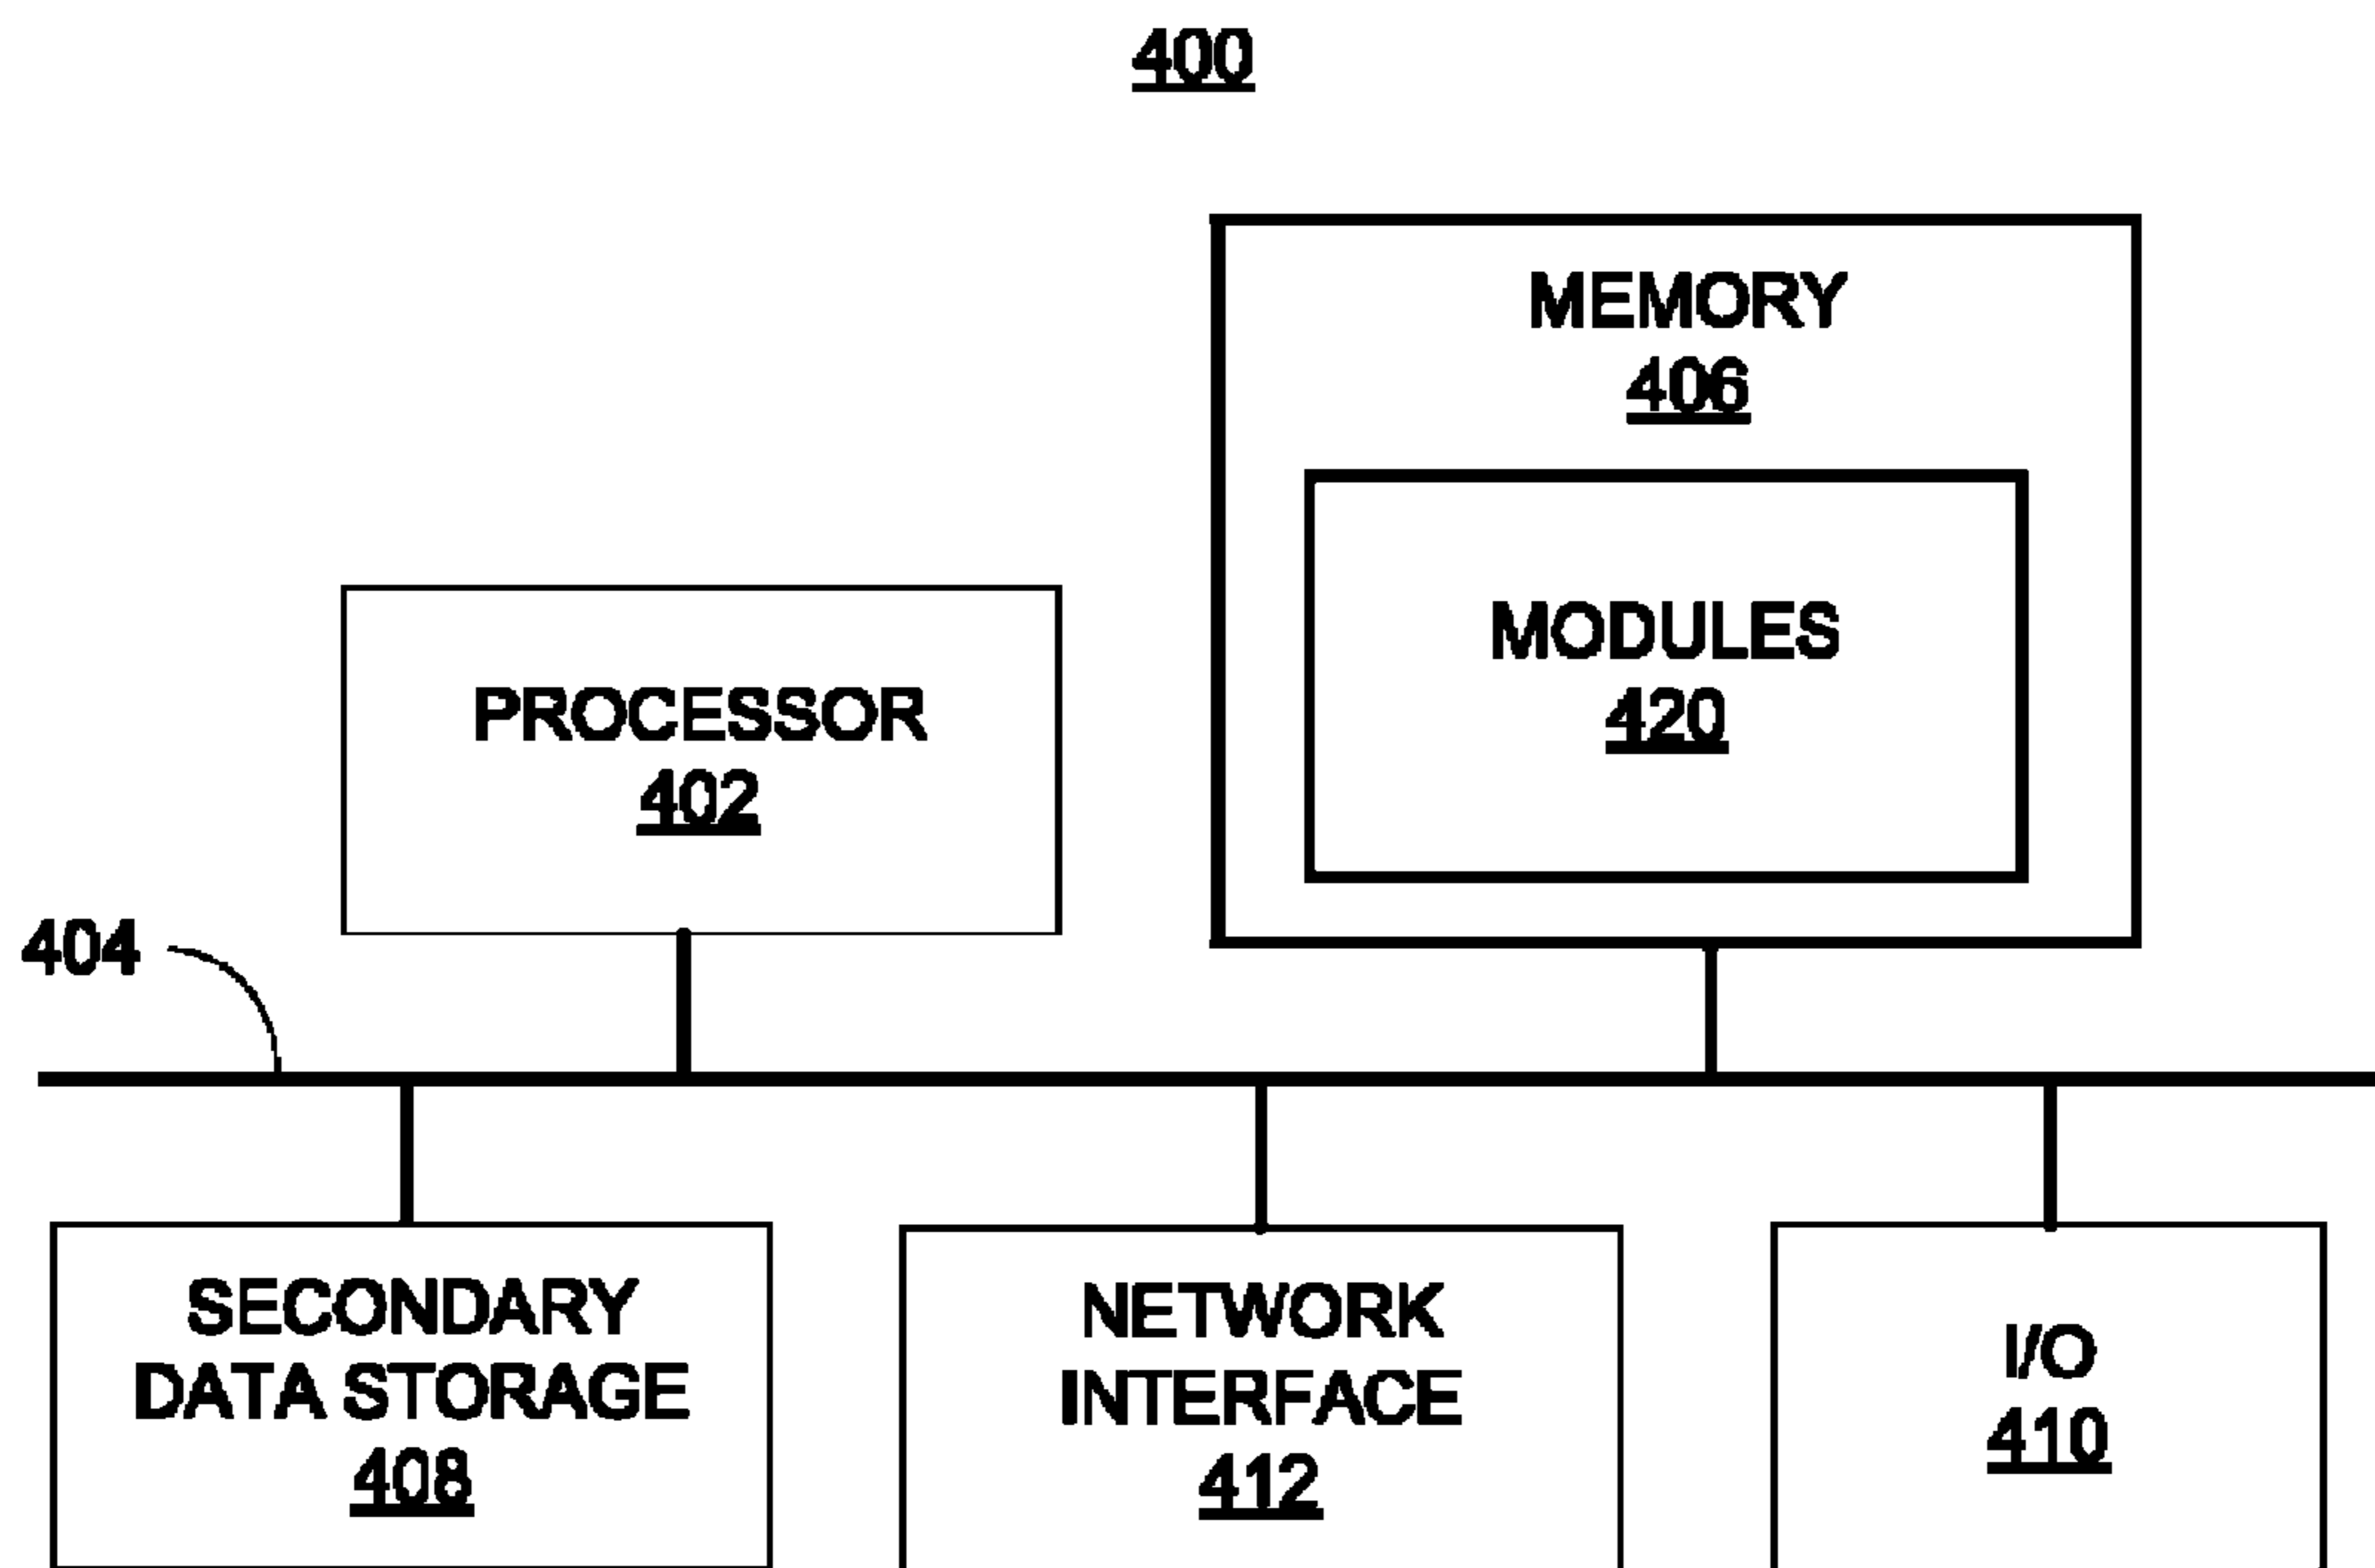 400
MEMORY
406
MODULES
420
PROCESSOR
402
404
SECONDARY
DATA STORAGE
408
NETWORK
INTERFACE
412
I/O
410